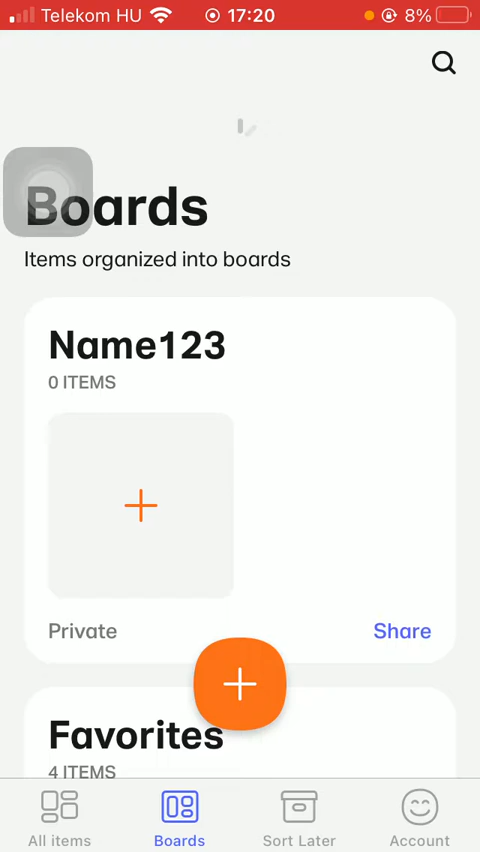 Telekom HU 17:20 8%
Boards
Items organized into boards
Name123
0 ITEMS
Private Share
Favorites
4 ITEMS
All items Boards Sort Later Account